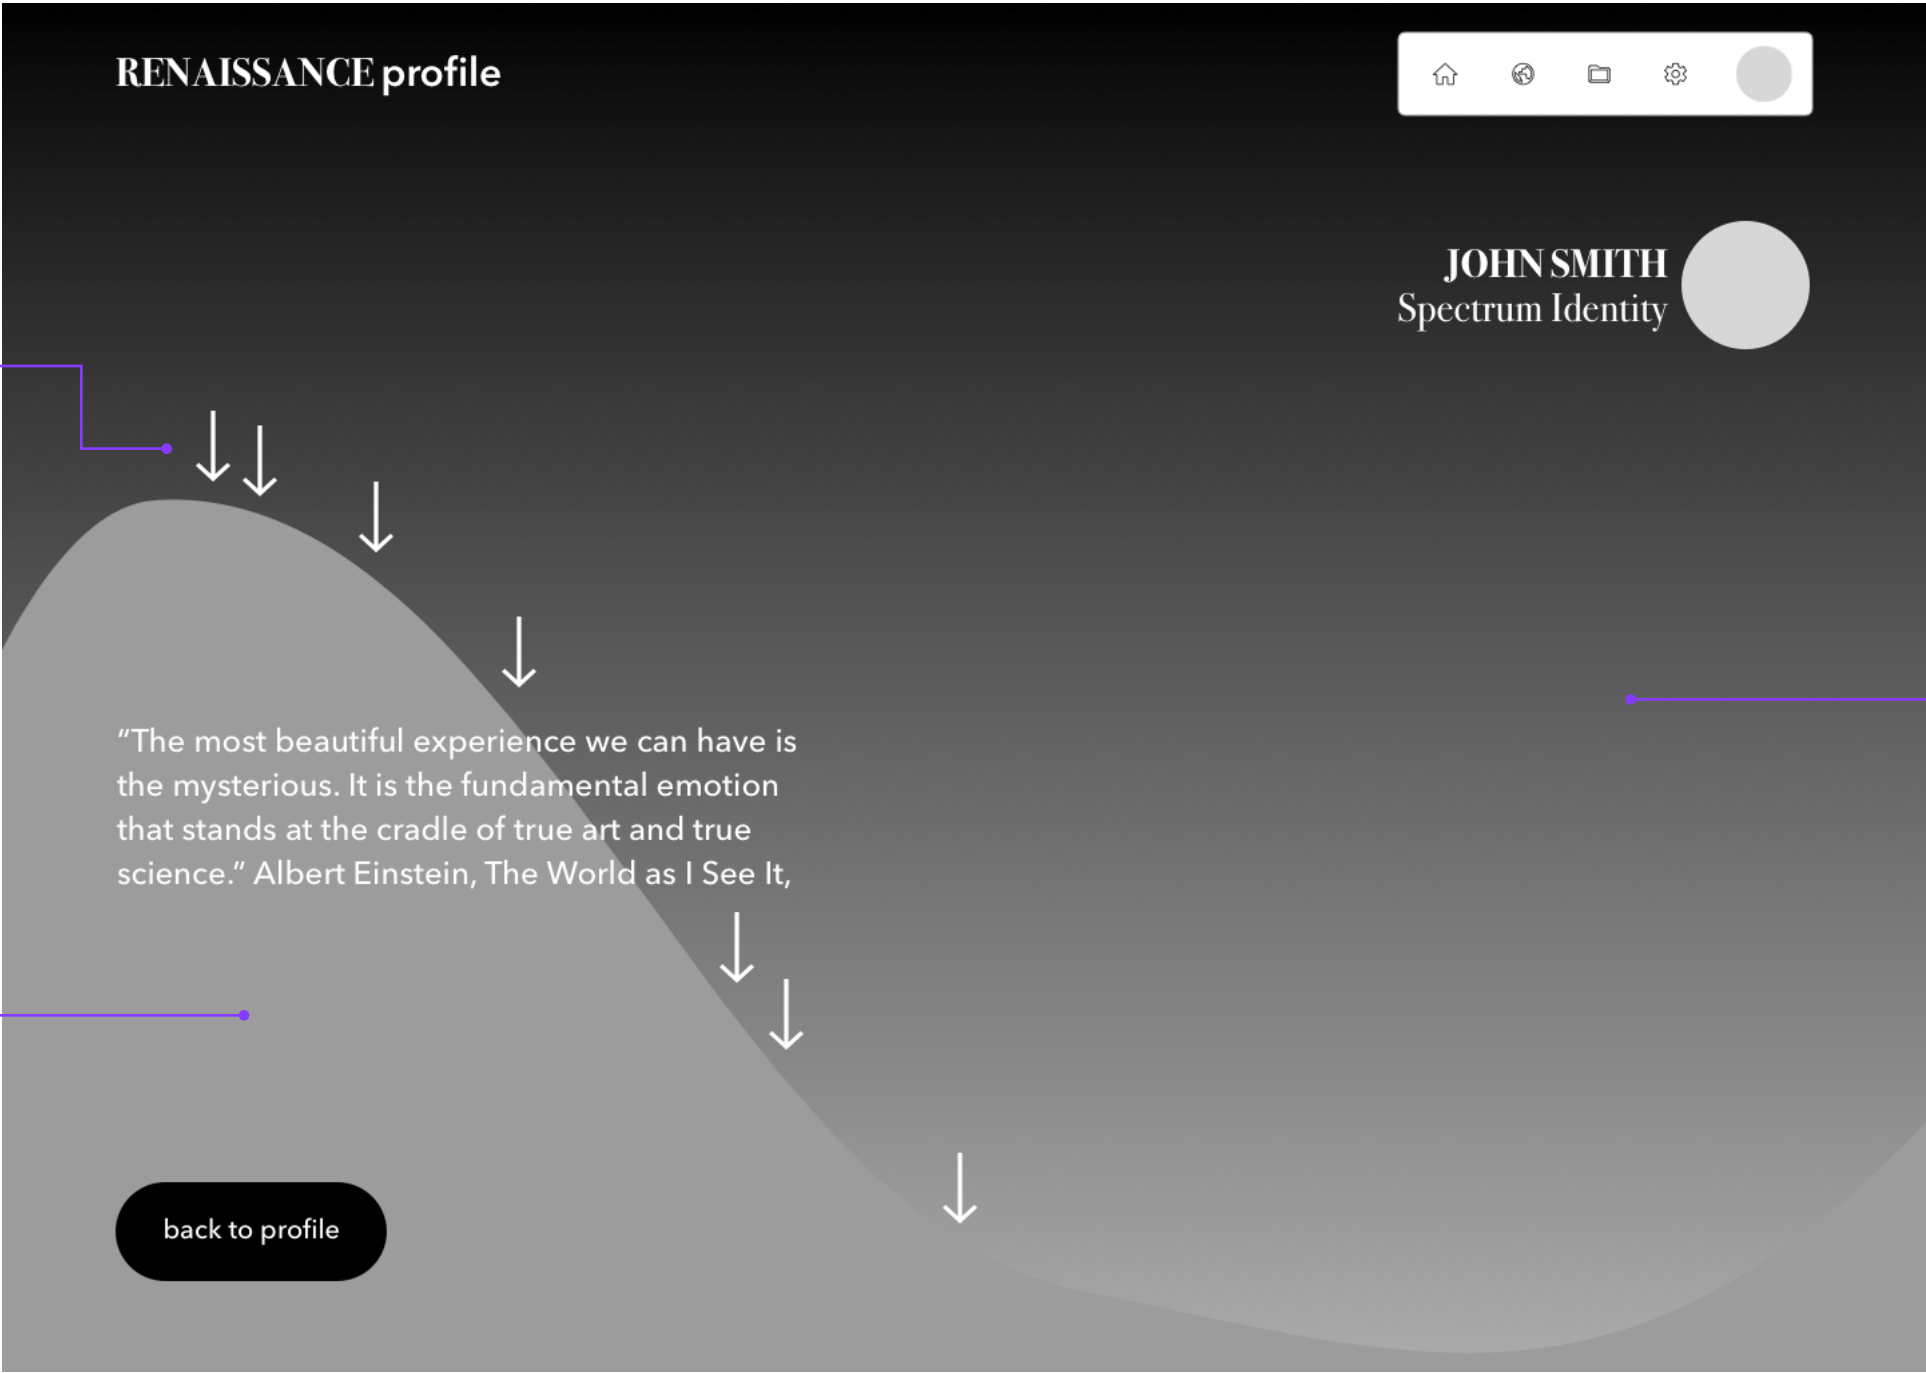 RENAISSANCE profile
JOHN SMITH
Spectrum Identity
“The most beautiful experience we can have is
the mysterious. It is the fundamental emotion
that stands at the cradle of true art and true
science.” Albert Einstein, The World as I See It,
back to profile